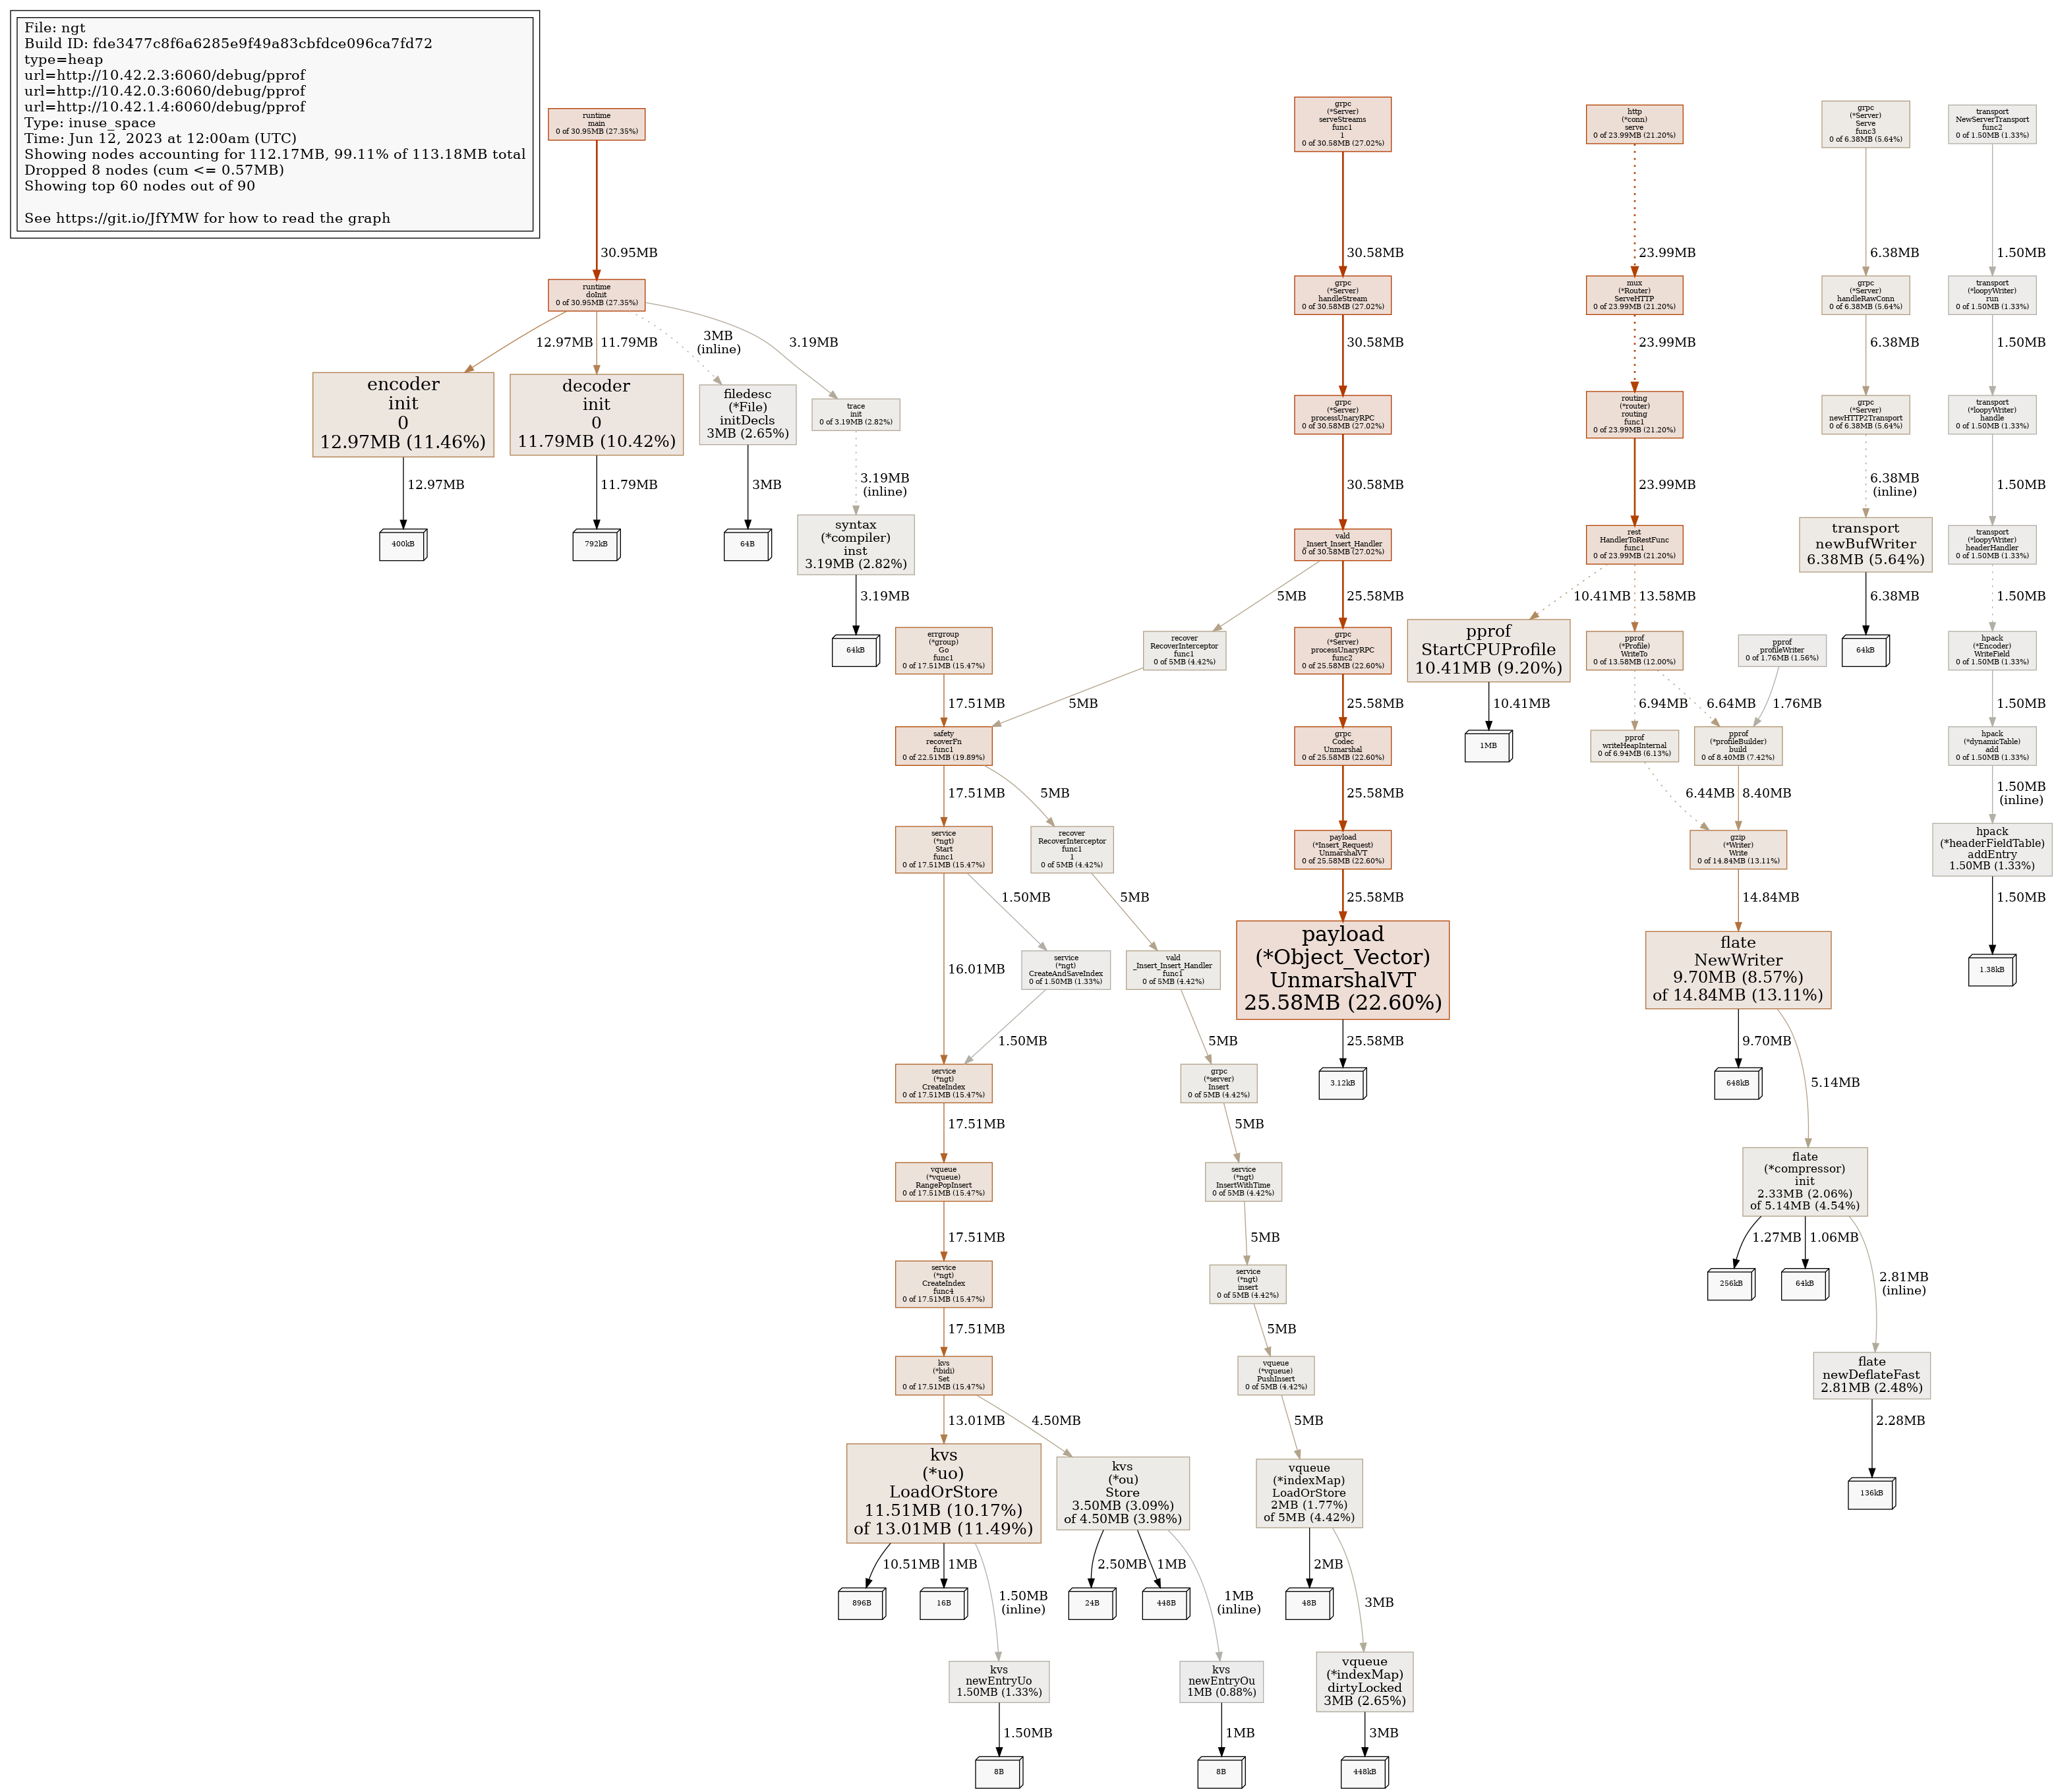 File: ngt
Build ID: fde3477c8f6a6285e9f49a83cbfdce096ca7fd72
type=heap
url=http://10.42.2.3:6060/debug/pprof
url=http://10.42.0.3:6060/debug/pprof
url=http://10.42.1.4:6060/debug/pprof
Type: inuse_space
Time: Jun 12, 2023 at 12:00am (UTC)
Showing nodes accounting for 112.17MB, 99.11% of 113.18MB total
Dropped 8 nodes (cum <= 0.57MB)
Showing top 60 nodes out of 90
See https://git.io/JfYMW for how to read the graph
runtime
main
0 of 30.95MB (27.35%)
30.95MB
runtime
doInit
0 of 30.95MB (27.35%)
12.97MB
11.79MB
3MB
(inline)
3.19MB
encoder
init
0
12.97MB (11.46%)
12.97MB
400kB
decoder
init
0
11.79MB (10.42%)
11.79MB
792kB
filedesc
(*File)
initDecls
3MB (2.65%)
3MB
64B
trace
init
0 of 3.19MB (2.82%)
3.19MB
(inline)
syntax
(*compiler)
inst
3.19MB (2.82%)
3.19MB
64kB
grpc
(*Server)
serveStreams
func1
1
0 of 30.58MB (27.02%)
30.58MB
grpc
(*Server)
handleStream
0 of 30.58MB (27.02%)
30.58MB
grpc
(*Server)
processUnaryRPC
0 of 30.58MB (27.02%)
30.58MB
vald
_Insert_Insert_Handler
0 of 30.58MB (27.02%)
5MB
25.58MB
errgroup
(*group)
Go
func1
0 of 17.51MB (15.47%)
17.51MB
recover
RecoverInterceptor
func1
0 of 5MB (4.42%)
5MB
grpc
(*Server)
processUnaryRPC
func2
0 of 25.58MB (22.60%)
25.58MB
safety
recoverFn
func1
0 of 22.51MB (19.89%)
17.51MB
5MB
grpc
Codec
Unmarshal
0 of 25.58MB (22.60%)
25.58MB
service
(*ngt)
Start
func1
0 of 17.51MB (15.47%)
16.01MB
1.50MB
recover
RecoverInterceptor
func1
1
0 of 5MB (4.42%)
5MB
payload
(*Insert_Request)
UnmarshalVT
0 of 25.58MB (22.60%)
25.58MB
service
(*ngt)
CreateAndSaveIndex
0 of 1.50MB (1.33%)
1.50MB
vald
_Insert_Insert_Handler
func1
0 of 5MB (4.42%)
5MB
payload
(*Object_Vector)
UnmarshalVT
25.58MB (22.60%)
25.58MB
3.12kB
service
(*ngt)
CreateIndex
0 of 17.51MB (15.47%)
17.51MB
grpc
(*server)
Insert
0 of 5MB (4.42%)
5MB
vqueue
(*vqueue)
RangePopInsert
0 of 17.51MB (15.47%)
17.51MB
service
(*ngt)
InsertWithTime
0 of 5MB (4.42%)
5MB
service
(*ngt)
CreateIndex
func4
0 of 17.51MB (15.47%)
17.51MB
service
(*ngt)
insert
0 of 5MB (4.42%)
5MB
kvs
(*bidi)
Set
0 of 17.51MB (15.47%)
13.01MB
4.50MB
vqueue
(*vqueue)
PushInsert
0 of 5MB (4.42%)
5MB
kvs
(*uo)
LoadOrStore
11.51MB (10.17%)
of 13.01MB (11.49%)
10.51MB
1MB
1.50MB
(inline)
896B
16B
kvs
(*ou)
Store
3.50MB (3.09%)
of 4.50MB (3.98%)
2.50MB
1MB
1MB
(inline)
24B
448B
vqueue
(*indexMap)
LoadOrStore
2MB (1.77%)
of 5MB (4.42%)
2MB
3MB
48B
kvs
newEntryUo
1.50MB (1.33%)
1.50MB
8B
kvs
newEntryOu
1MB (0.88%)
1MB
8B
vqueue
(*indexMap)
dirtyLocked
3MB (2.65%)
3MB
448kB
http
(*conn)
serve
0 of 23.99MB (21.20%)
23.99MB
mux
(*Router)
ServeHTTP
0 of 23.99MB (21.20%)
23.99MB
routing
(*router)
routing
func1
0 of 23.99MB (21.20%)
23.99MB
rest
HandlerToRestFunc
func1
0 of 23.99MB (21.20%)
10.41MB
13.58MB
pprof
StartCPUProfile
10.41MB (9.20%)
10.41MB
1MB
pprof
(*Profile)
WriteTo
0 of 13.58MB (12.00%)
6.94MB
6.64MB
pprof
profileWriter
0 of 1.76MB (1.56%)
1.76MB
pprof
writeHeapInternal
0 of 6.94MB (6.13%)
6.44MB
pprof
(*profileBuilder)
build
0 of 8.40MB (7.42%)
8.40MB
gzip
(*Writer)
Write
0 of 14.84MB (13.11%)
14.84MB
flate
NewWriter
9.70MB (8.57%)
of 14.84MB (13.11%)
9.70MB
5.14MB
648kB
flate
(*compressor)
init
2.33MB (2.06%)
of 5.14MB (4.54%)
1.27MB
1.06MB
2.81MB
(inline)
256kB
64kB
flate
newDeflateFast
2.81MB (2.48%)
2.28MB
136kB
grpc
(*Server)
Serve
func3
0 of 6.38MB (5.64%)
6.38MB
grpc
(*Server)
handleRawConn
0 of 6.38MB (5.64%)
6.38MB
grpc
(*Server)
newHTTP2Transport
0 of 6.38MB (5.64%)
6.38MB
(inline)
transport
newBufWriter
6.38MB (5.64%)
6.38MB
64kB
transport
NewServerTransport
func2
0 of 1.50MB (1.33%)
1.50MB
transport
(*loopyWriter)
run
0 of 1.50MB (1.33%)
1.50MB
transport
(*loopyWriter)
handle
0 of 1.50MB (1.33%)
1.50MB
transport
(*loopyWriter)
headerHandler
0 of 1.50MB (1.33%)
1.50MB
hpack
(*Encoder)
WriteField
0 of 1.50MB (1.33%)
1.50MB
hpack
(*dynamicTable)
add
0 of 1.50MB (1.33%)
1.50MB
(inline)
hpack
(*headerFieldTable)
addEntry
1.50MB (1.33%)
1.50MB
1.38kB